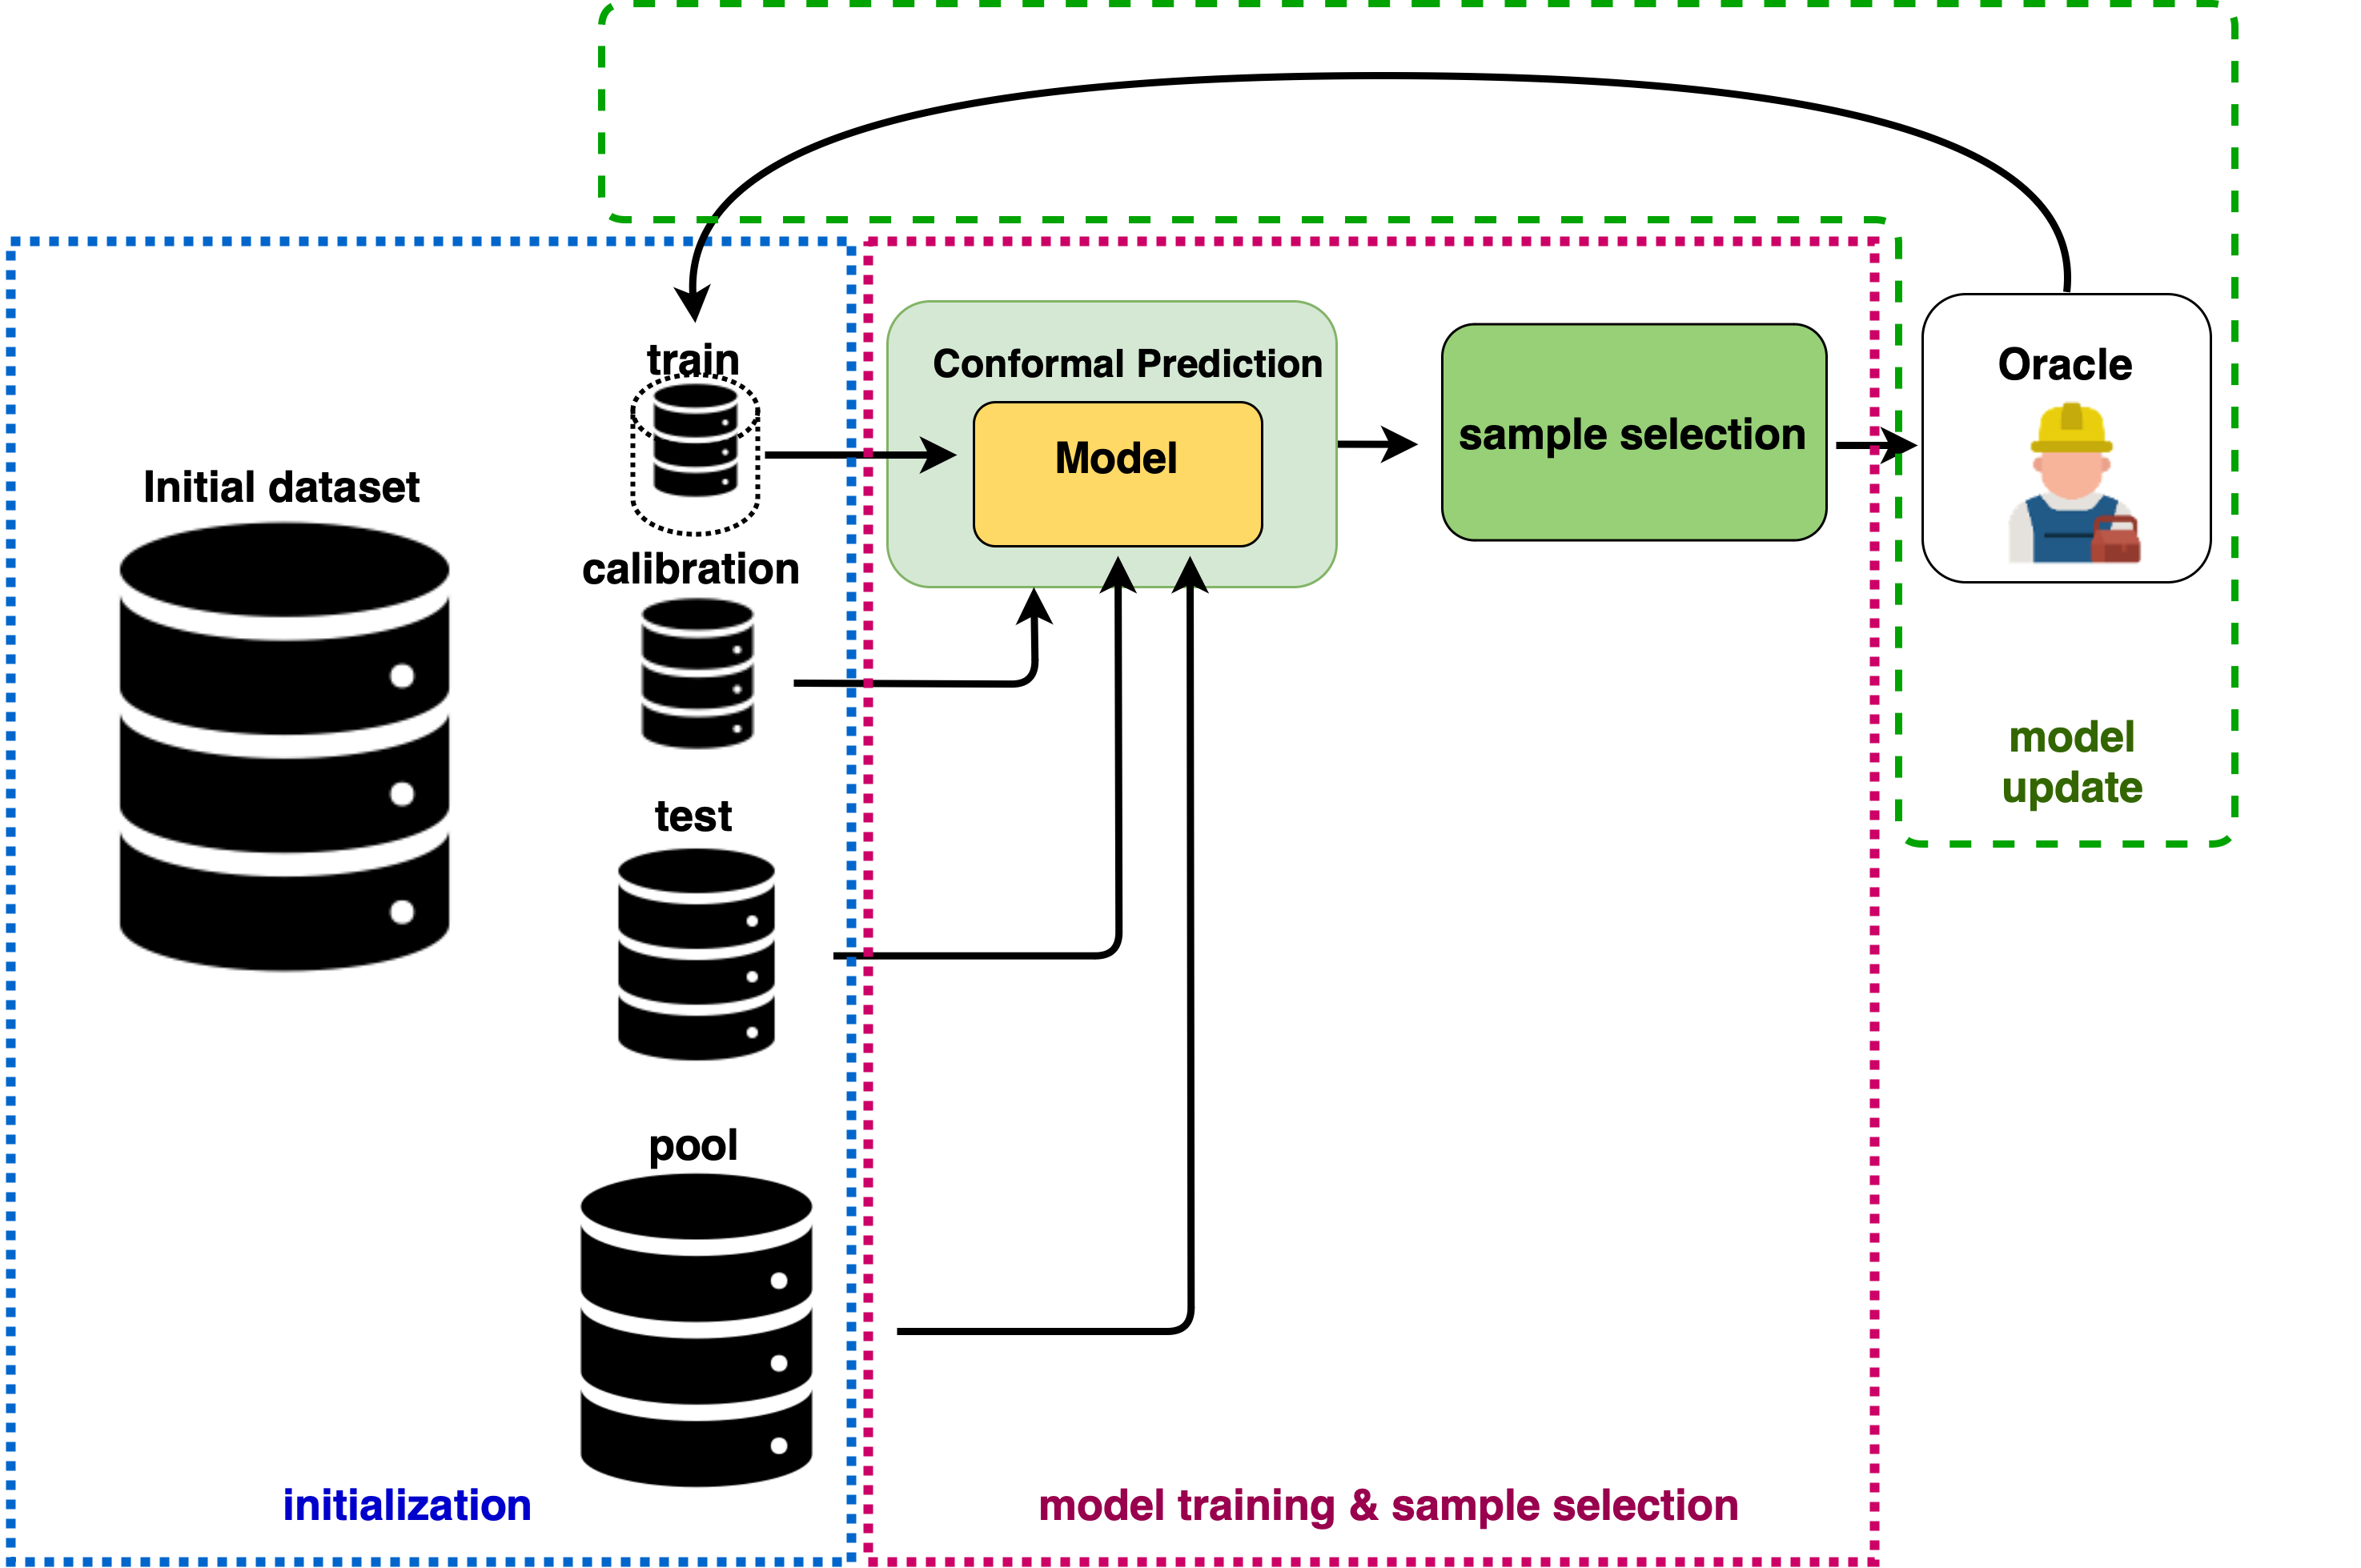 Initial dataset
train
calibration
test
pool
initialization
Conformal Prediction
Model
sample selection
model training & sample selection
Oracle
model
update